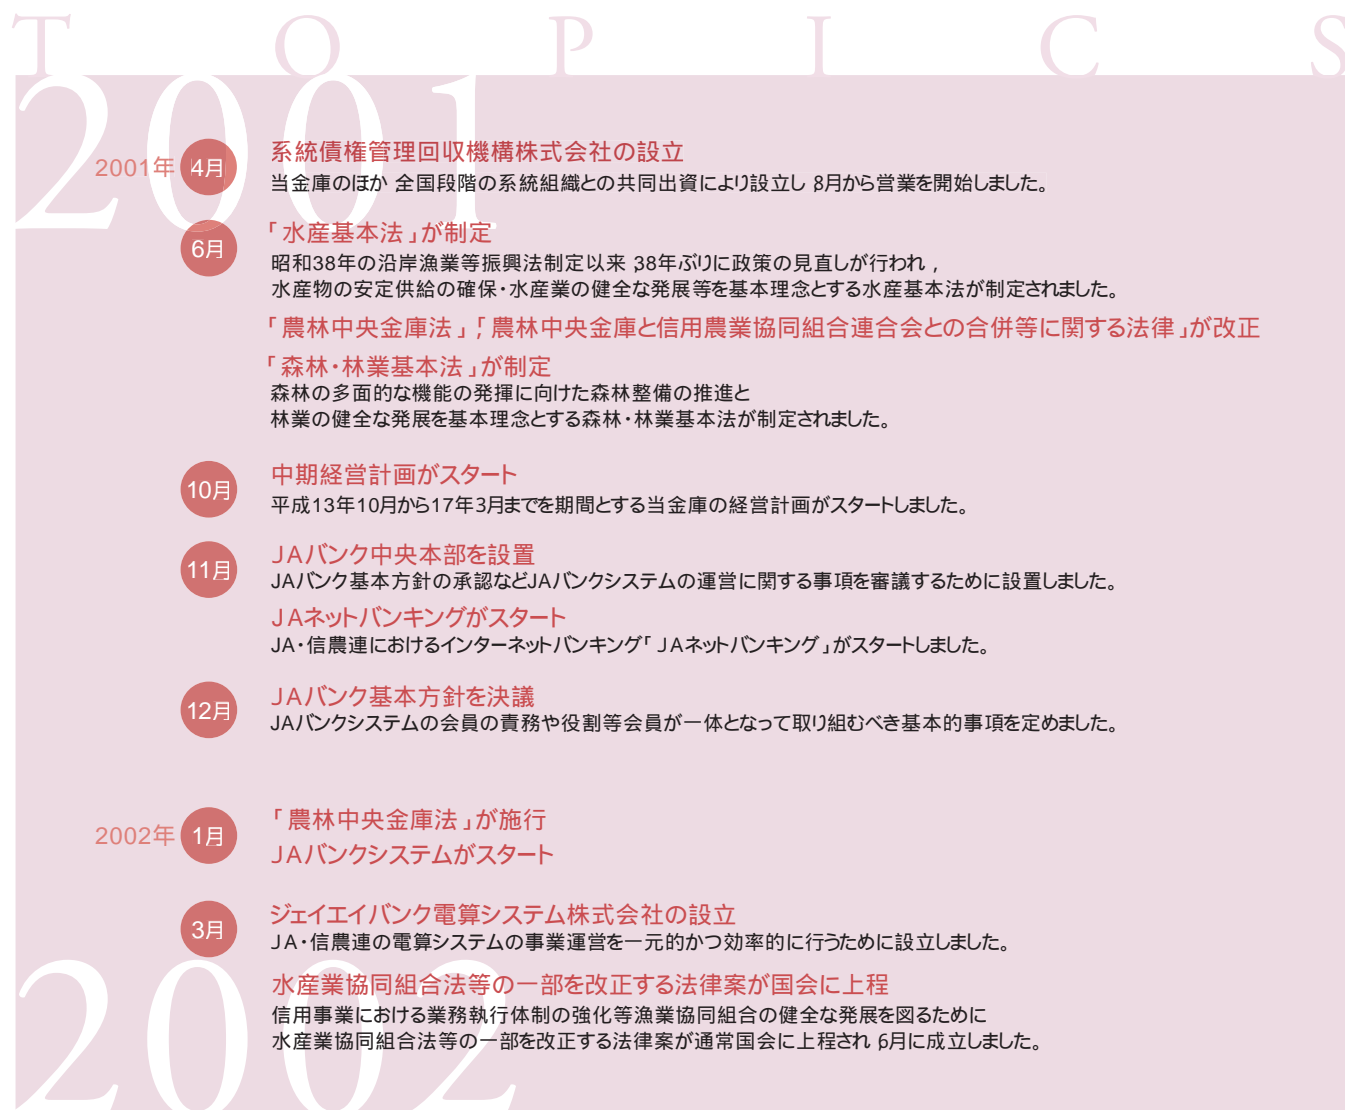 TOPICS
2001
2001年 4月
系統債権管理回収機構株式会社の設立
当金庫のほか、全国段階の系統組織との共同出資により設立し、8月から営業を開始しました。
6月
「水産基本法」が制定
昭和38年の沿岸漁業等振興法制定以来、38年ぶりに政策の見直しが行われ,
水産物の安定供給の確保・水産業の健全な発展等を基本理念とする水産基本法が制定されました。
「農林中央金庫法」,「農林中央金庫と信用農業協同組合連合会との合併等に関する法律」が改正
「森林・林業基本法」が制定
森林の多面的な機能の発揮に向けた森林整備の推進と
林業の健全な発展を基本理念とする森林・林業基本法が制定されました。
10月
中期経営計画がスタート
平成13年10月から17年3月までを期間とする当金庫の経営計画がスタートしました。
11月
JAバンク中央本部を設置
JAバンク基本方針の承認などJAバンクシステムの運営に関する事項を審議するために設置しました。
JAネットバンキングがスタート
JA・信農連におけるインターネットバンキング「JAネットバンキング」がスタートしました。
12月
JAバンク基本方針を決議
JAバンクシステムの会員の責務や役割等会員が一体となって取り組むべき基本的事項を定めました。
2002年 1月
「農林中央金庫法」が施行
JAバンクシステムがスタート
3月
ジェイエイバンク電算システム株式会社の設立
JA・信農連の電算システムの事業運営を一元的かつ効率的に行うために設立しました。
水産業協同組合法等の一部を改正する法律案が国会に上程
信用事業における業務執行体制の強化等漁業協同組合の健全な発展を図るために
水産業協同組合法等の一部を改正する法律案が通常国会に上程され、6月に成立しました。
2002